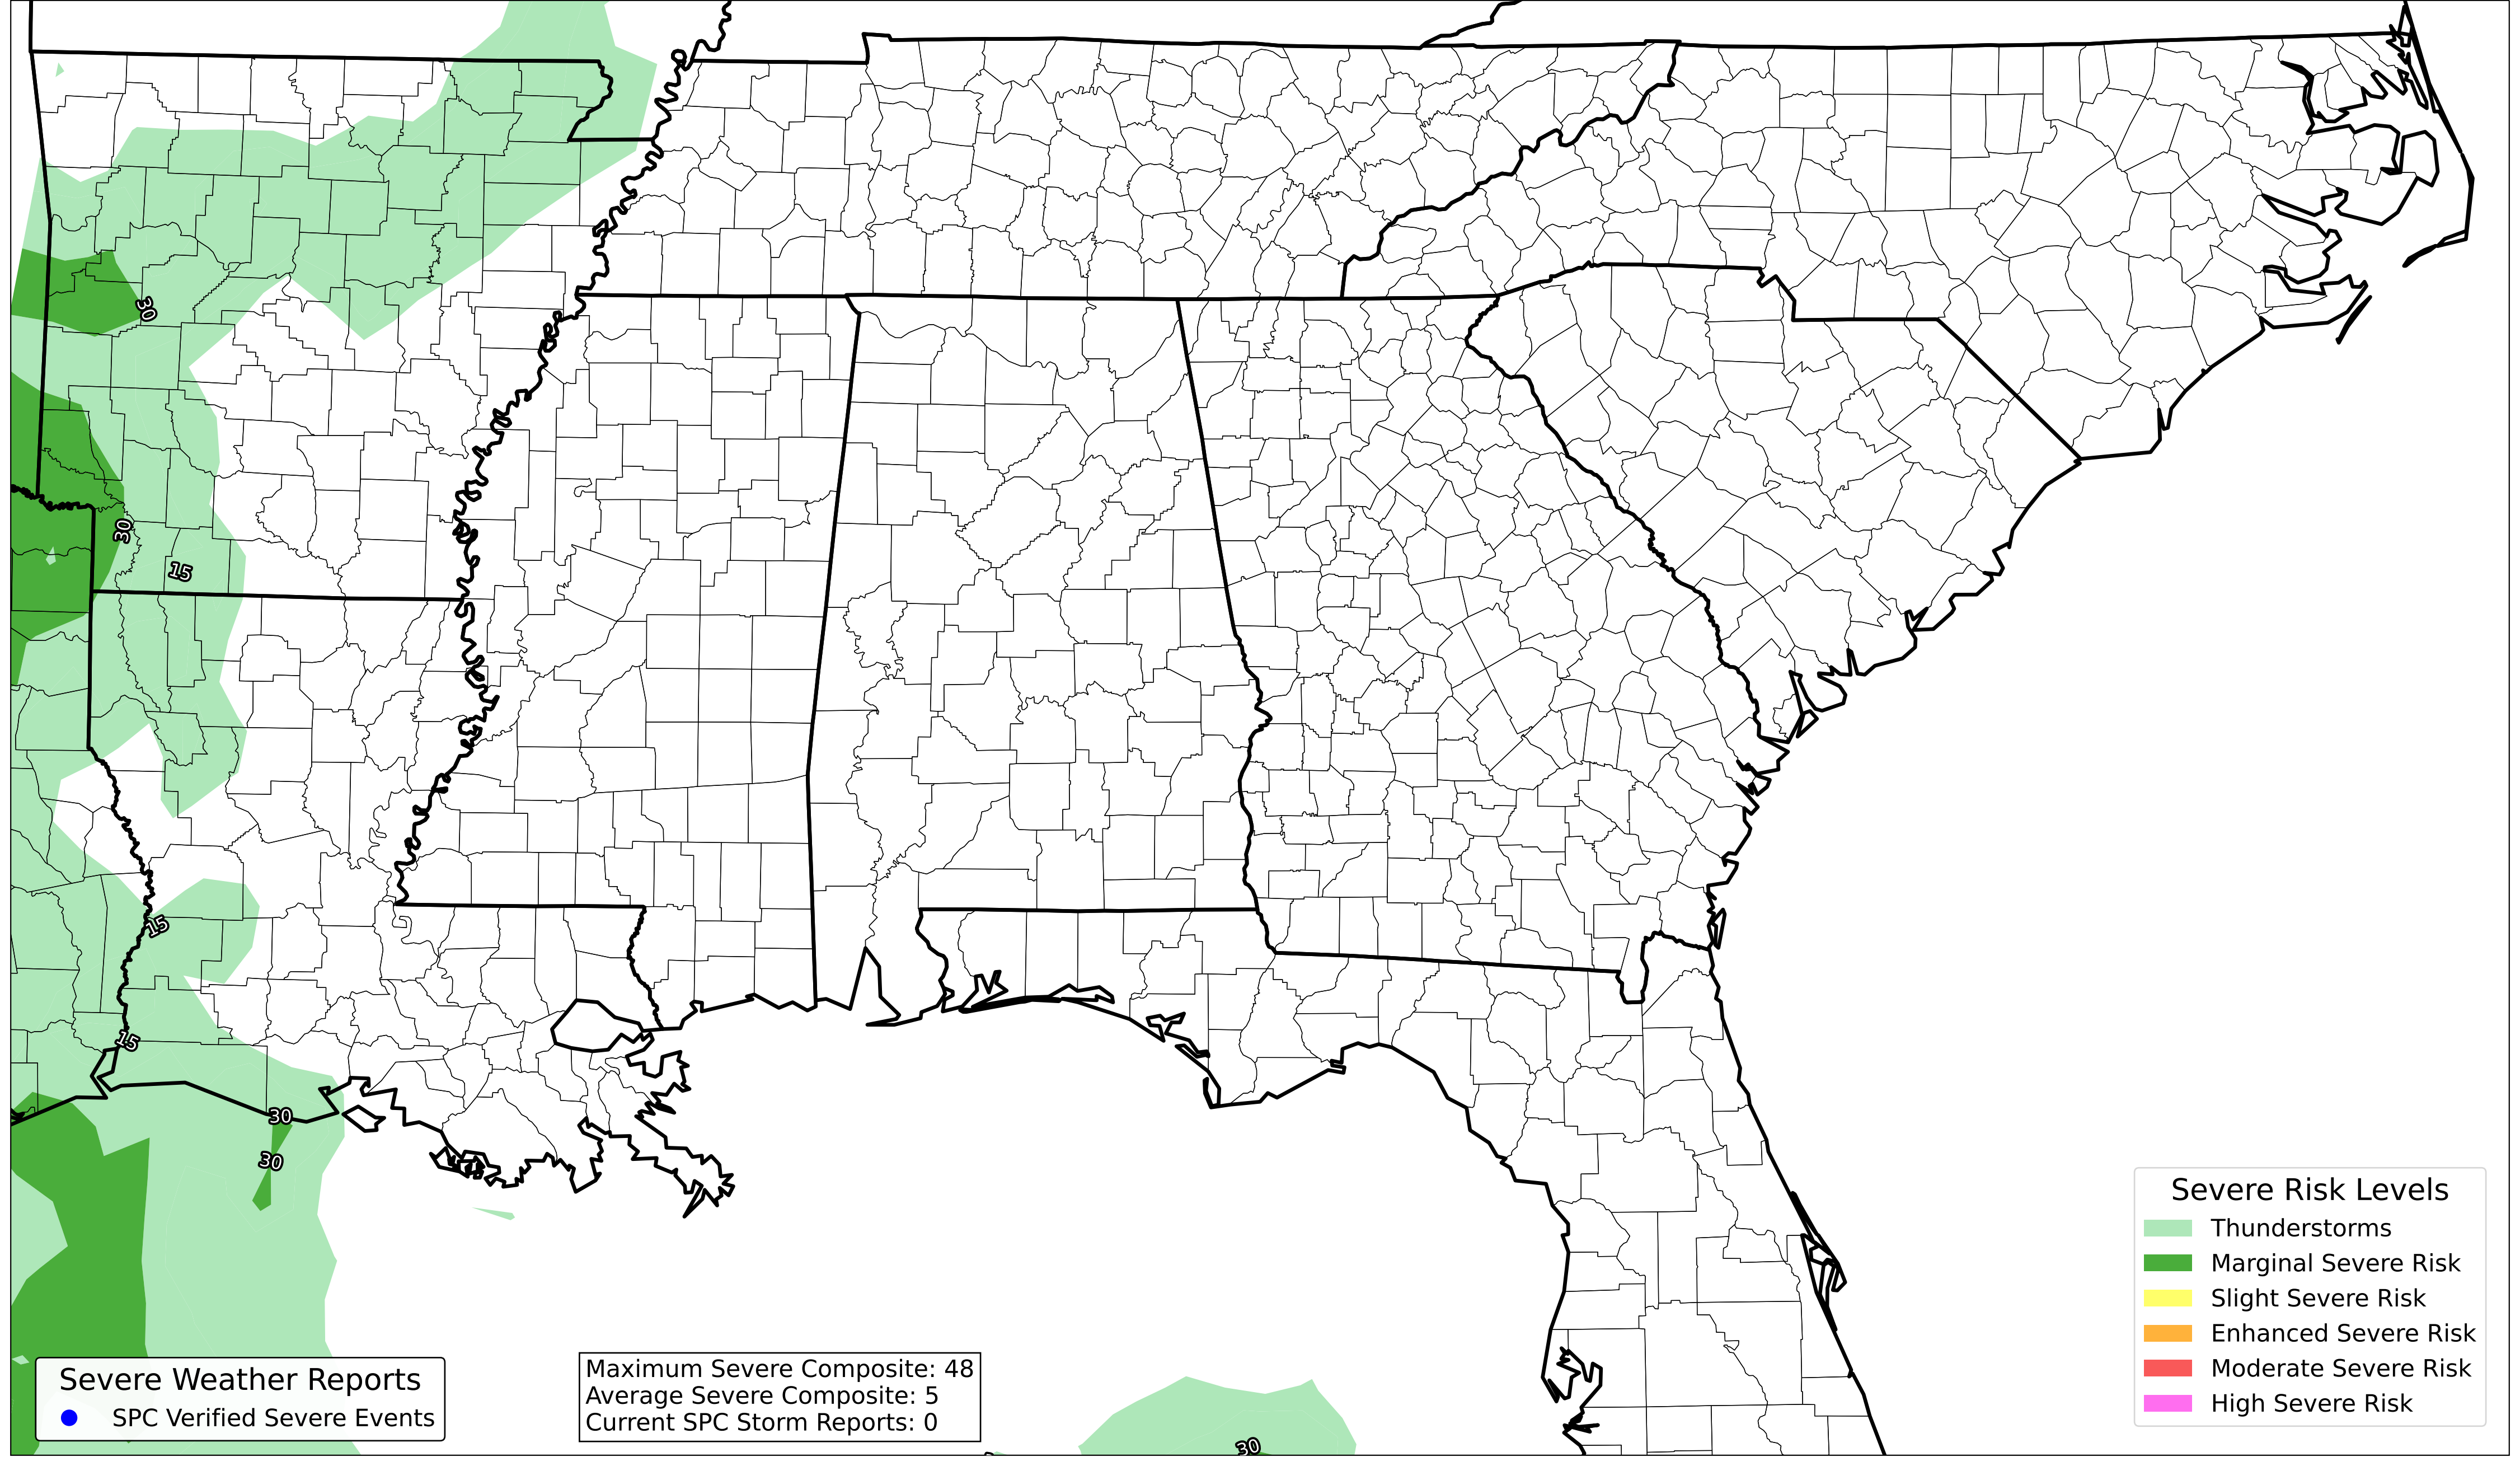 30
30
15
15
15
30
30
30
Severe Weather Reports
SPC Verified Severe Events
Maximum Severe Composite: 48
Average Severe Composite: 5
Current SPC Storm Reports: 0
Severe Risk Levels
Thunderstorms
Marginal Severe Risk
Slight Severe Risk
Enhanced Severe Risk
Moderate Severe Risk
High Severe Risk